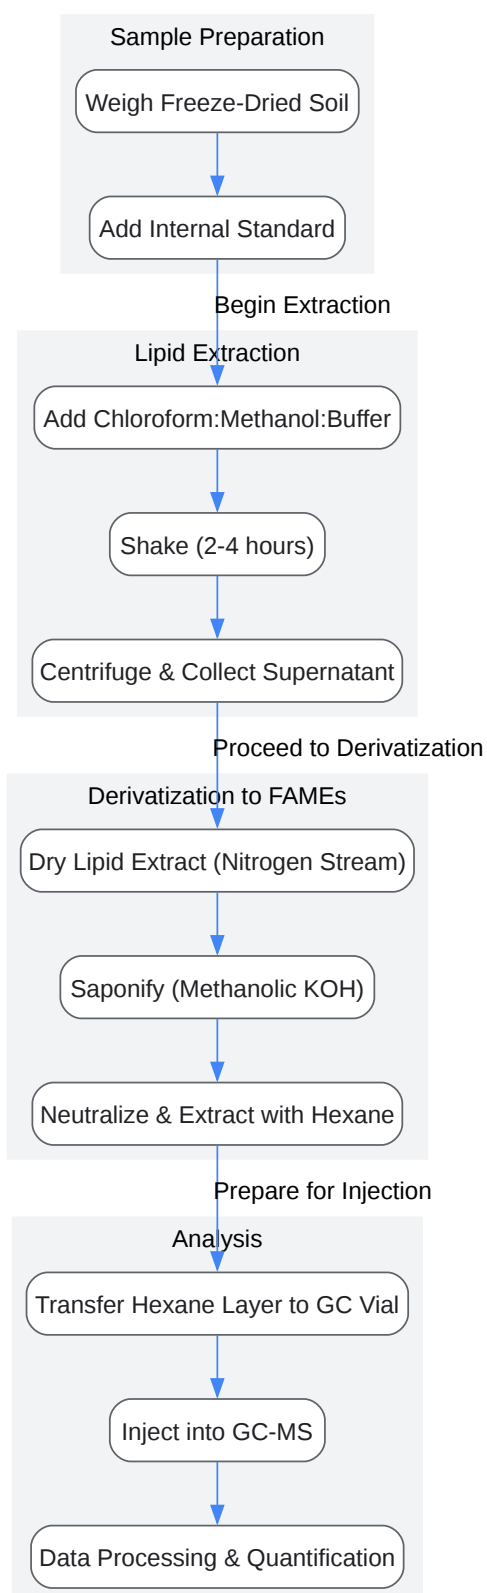 Sample Preparation
Weigh Freeze-Dried Soil
Add Internal Standard
Begin Extraction
Lipid Extraction
Add Chloroform:Methanol:Buffer
Shake (2-4 hours)
Centrifuge & Collect Supernatant
Proceed to Derivatization
Derivatization to FAMEs
Dry Lipid Extract (Nitrogen Stream)
Saponify (Methanolic KOH)
Neutralize & Extract with Hexane
Prepare for Injection
Analysis
Transfer Hexane Layer to GC Vial
Inject into GC-MS
Data Processing & Quantification